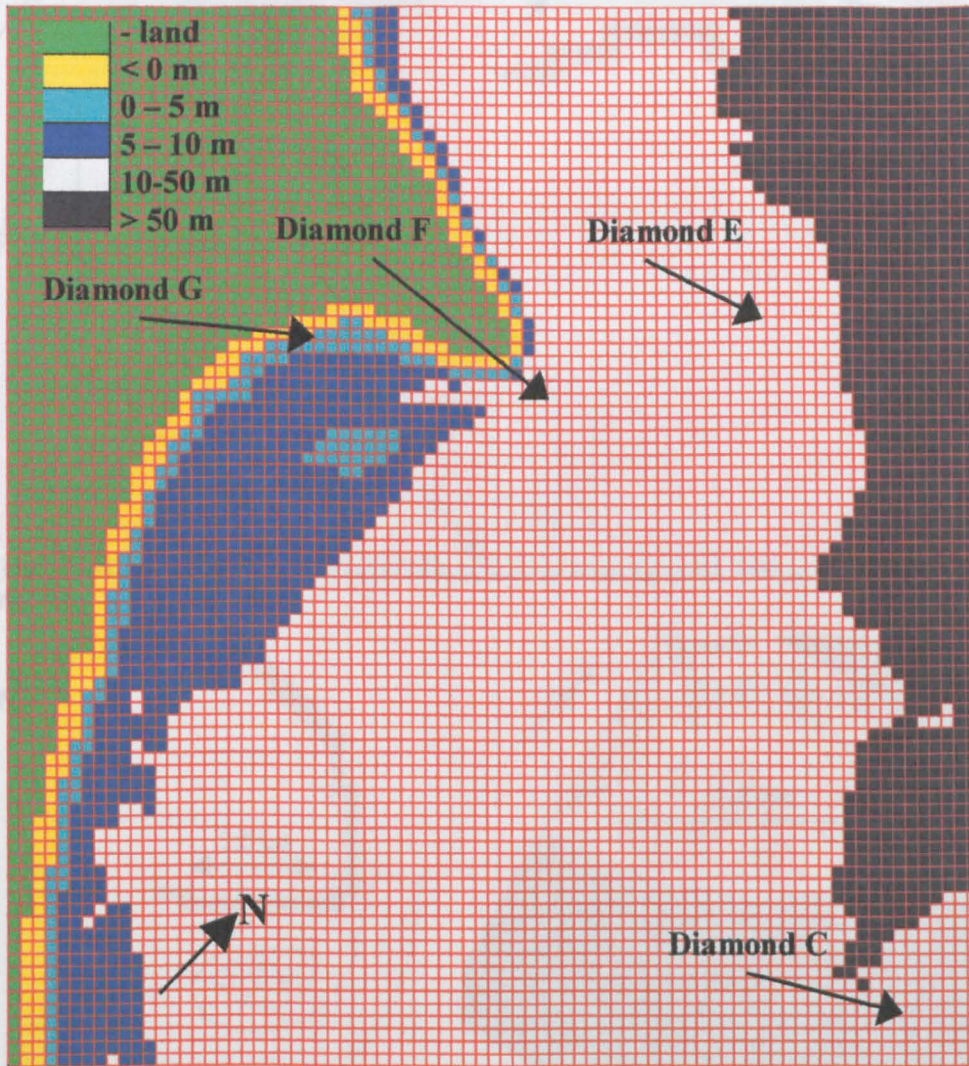 - land
< 0 m
0 – 5 m
5 – 10 m
10-50 m
> 50 m
Diamond F
Diamond E
Diamond G
N
Diamond C